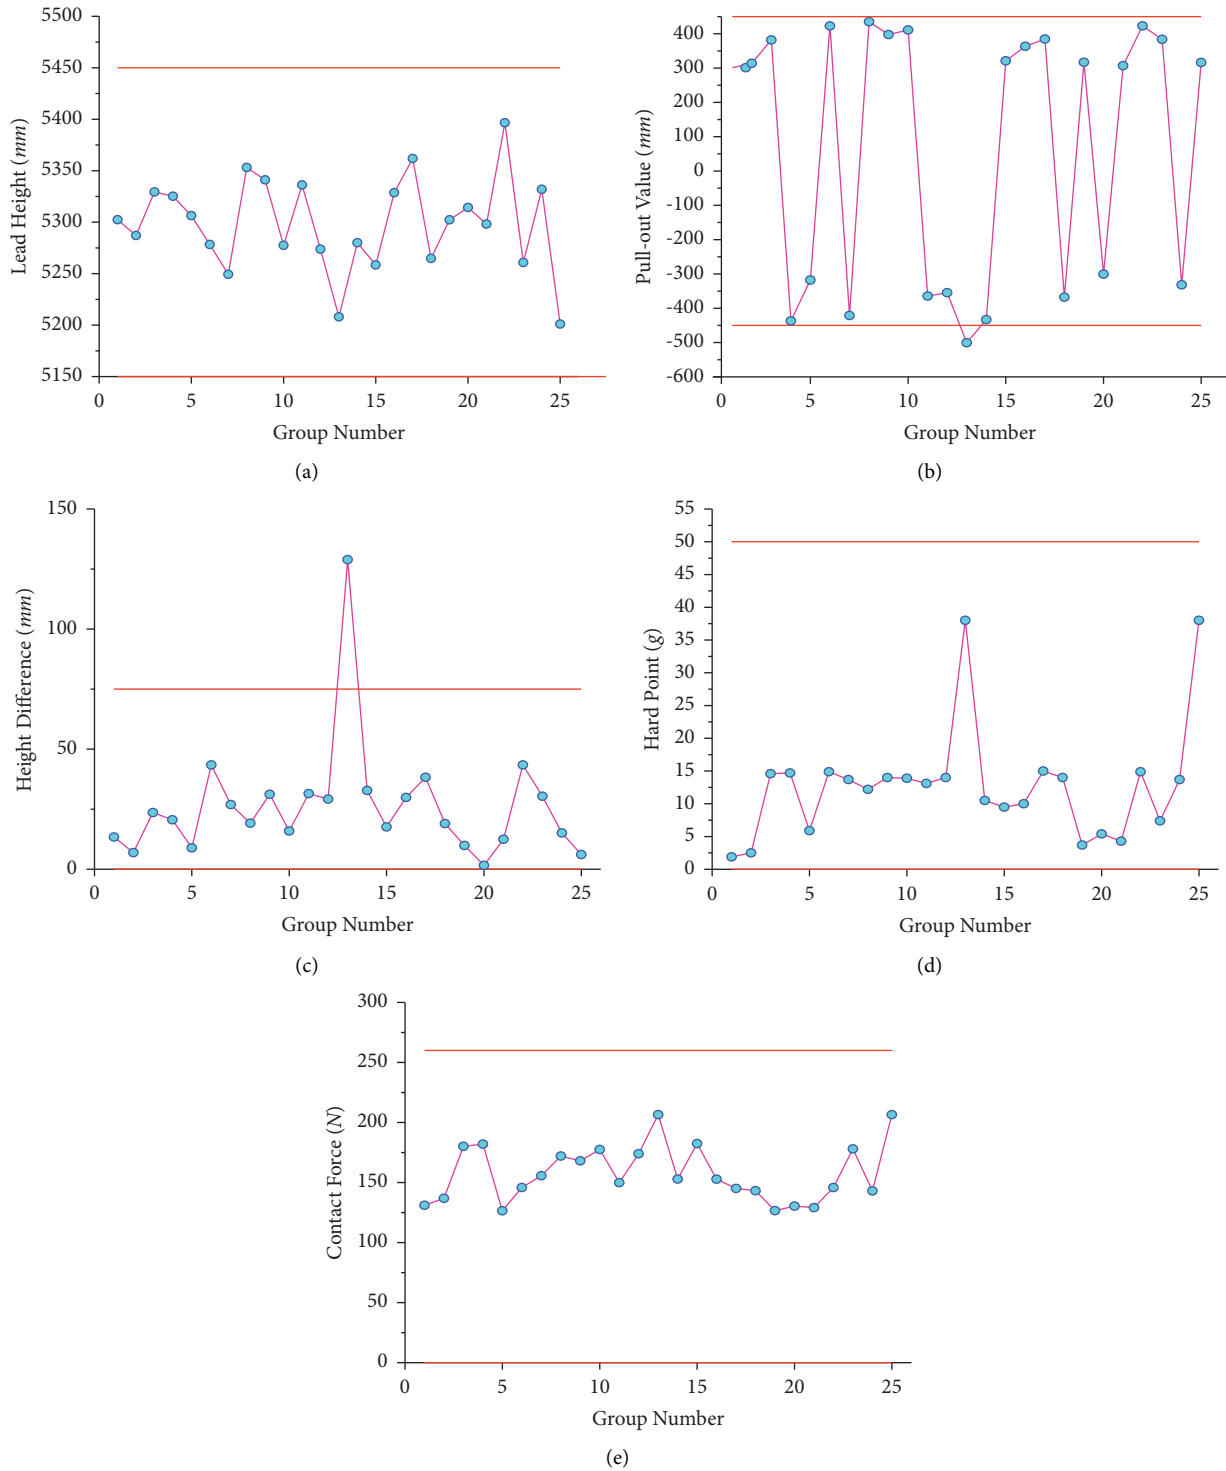 5500
5450
5400
5350
5300
5250
5200
5150
Lead Height (mm)
0 5 10 15 20 25
Group Number
(a)
400
300
200
100
0
-100
-200
-300
-400
-500
-600
Pull-out Value (mm)
5 10 15 20 25
Group Number
(b)
150
100
50
0
Height Difference (mm)
0 5 10 15 20 25
Group Number
(c)
55
50
45
40
35
30
25
20
15
10
5
0
Hard Point (g)
0 5 10 15 20 25
Group Number
(d)
300
250
200
150
100
50
0
Contact Force (N)
0 5 10 15 20 25
Group Number
(e)